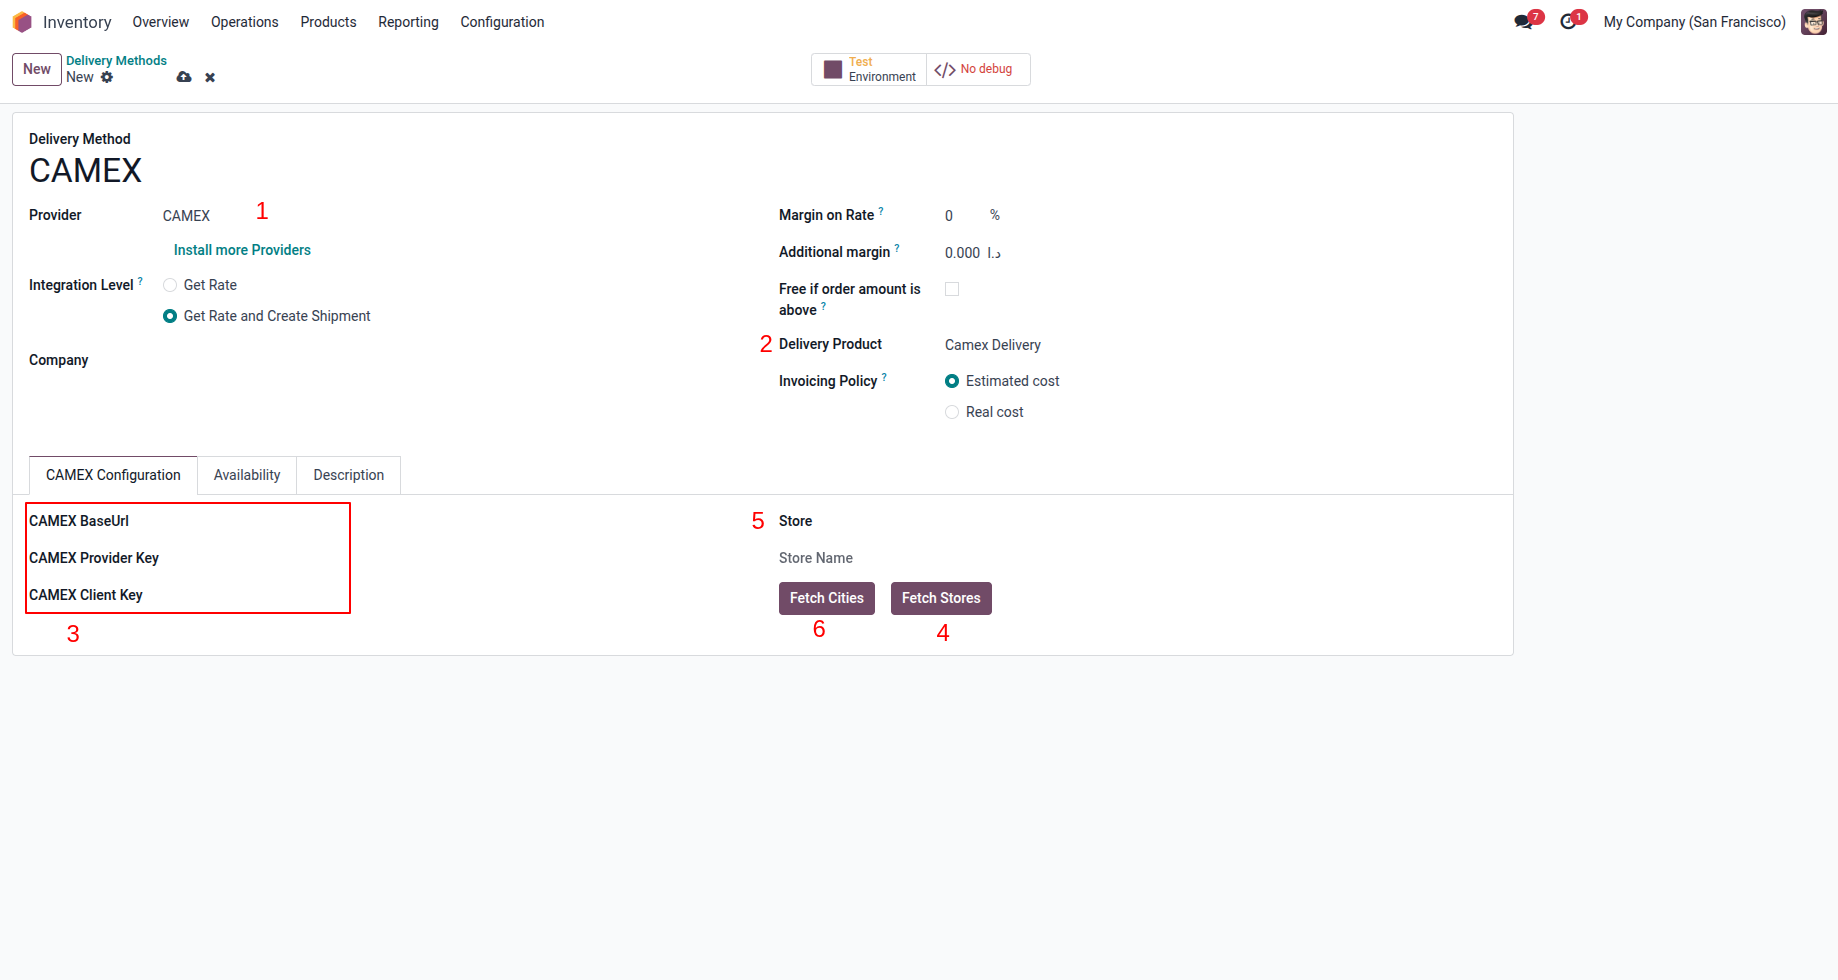 Inventory Overview Operations Products Reporting Configuration 7 1 My Company (San Francisco)
New Delivery Methods
New
Test
Environment
No debug
Delivery Method
CAMEX
Provider CAMEX 1
Install more Providers
Integration Level ? Get Rate
Get Rate and Create Shipment
Company
Margin on Rate ? 0 %
Additional margin ? 0.000 د.ا
Free if order amount is
above ?
2 Delivery Product Camex Delivery
Invoicing Policy ? Estimated cost
Real cost
CAMEX Configuration Availability Description
CAMEX BaseUrl
CAMEX Provider Key
CAMEX Client Key
3
5 Store
Store Name
Fetch Cities Fetch Stores
6 4